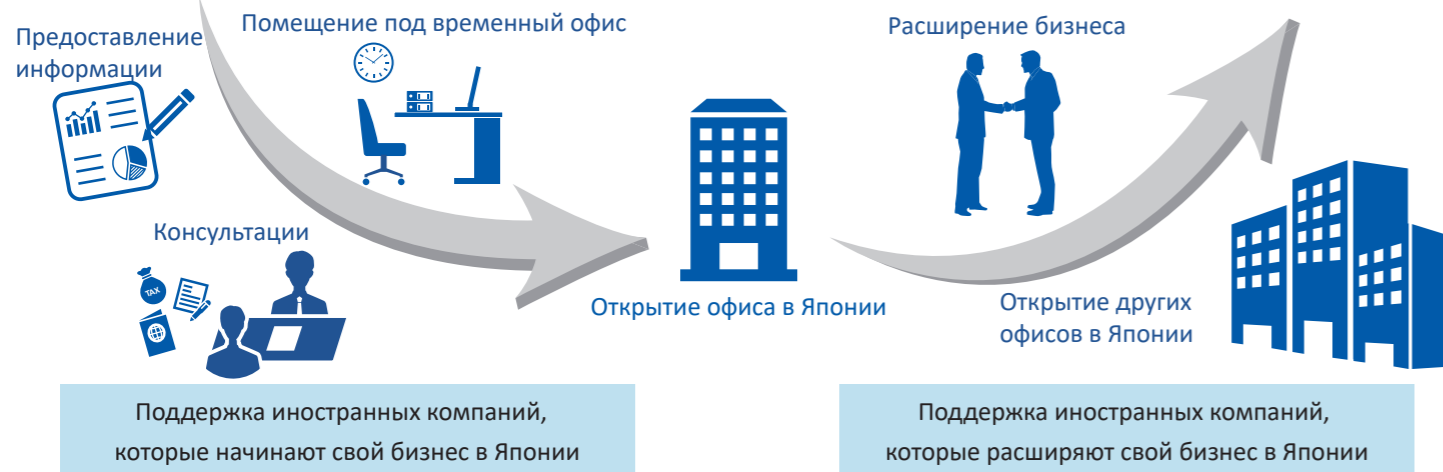 Предоставление
информации
Помещение под временный офис
Консультации
TAX
Открытие офиса в Японии
Расширение бизнеса
Открытие других
офисов в Японии
Поддержка иностранных компаний,
которые начинают свой бизнес в Японии
Поддержка иностранных компаний,
которые расширяют свой бизнес в Японии